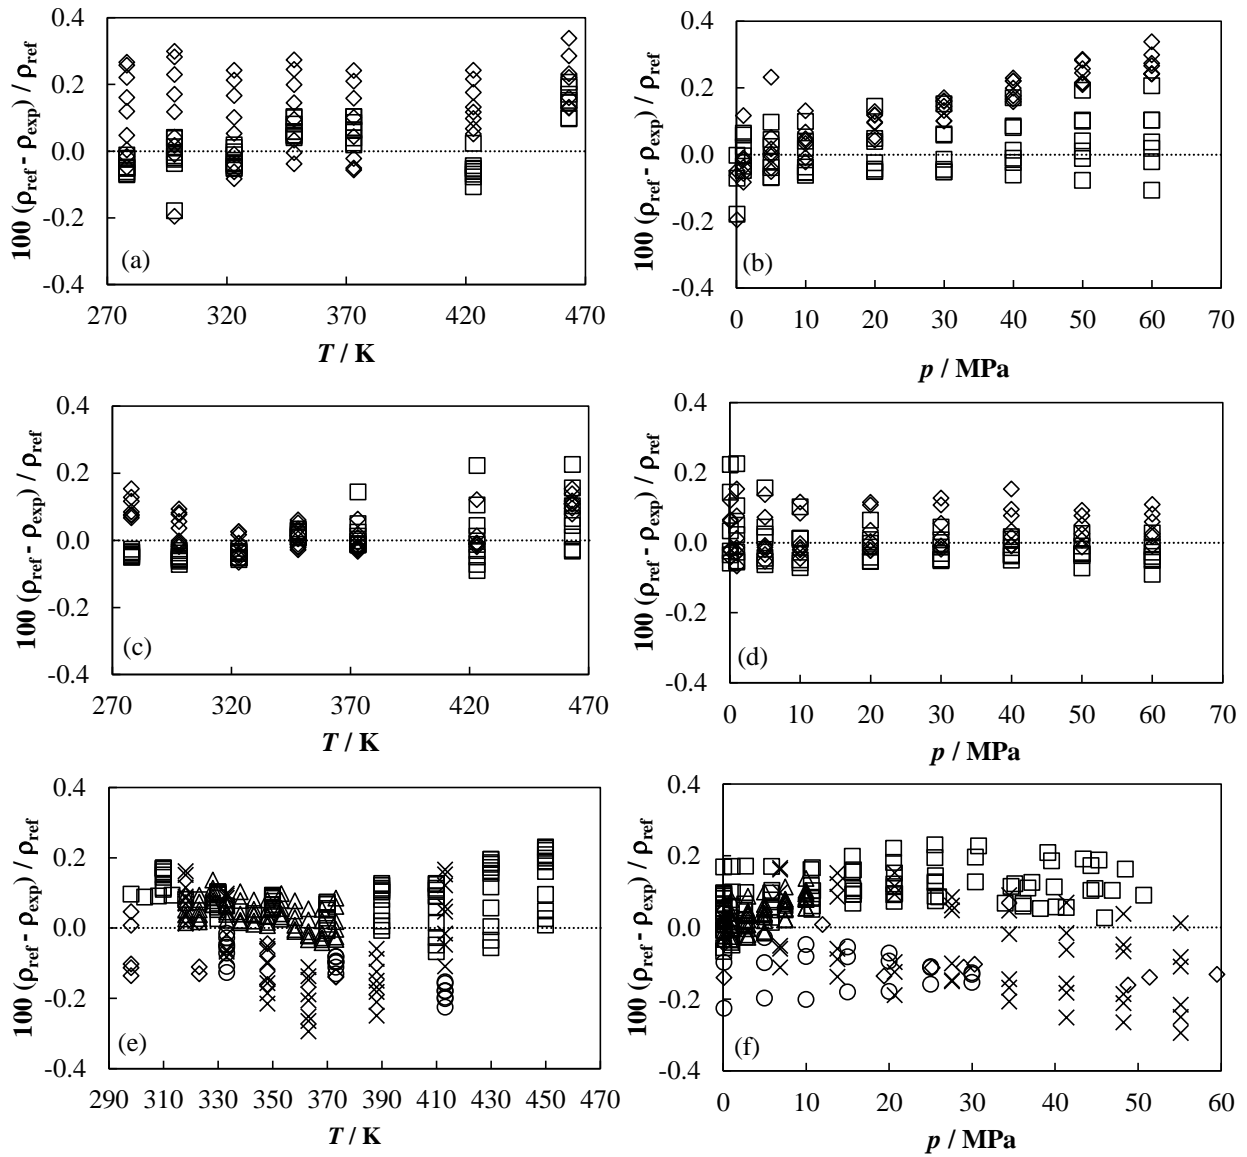 100 (ρref - ρexp) / ρref
0.4
0.2
0.0
-0.2
-0.4
(a)
270 320 370 420 470
T / K
100 (ρref - ρexp) / ρref
0.4
0.2
0.0
-0.2
-0.4
(b)
0 10 20 30 40 50 60 70
p / MPa
100 (ρref - ρexp) / ρref
0.4
0.2
0.0
-0.2
-0.4
(c)
270 320 370 420 470
T / K
100 (ρref - ρexp) / ρref
0.4
0.2
0.0
-0.2
-0.4
(d)
0 10 20 30 40 50 60 70
p / MPa
100 (ρref - ρexp) / ρref
0.4
0.2
0.0
-0.2
-0.4
(e)
290 310 330 350 370 390 410 430 450 470
T / K
100 (ρref - ρexp) / ρref
0.4
0.2
0.0
-0.2
-0.4
(f)
0 10 20 30 40 50 60
p / MPa